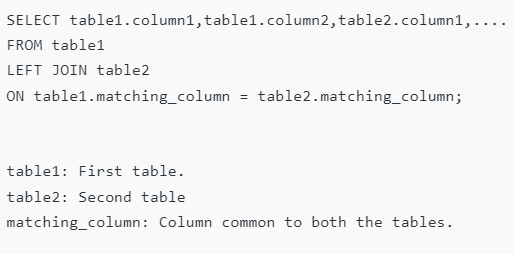 SELECT table1.column1,table1.column2,table2.column1,....
FROM table1
LEFT JOIN table2
ON table1.matching_column = table2.matching_column;
table1: First table.
table2: Second table
matching_column: Column common to both the tables.